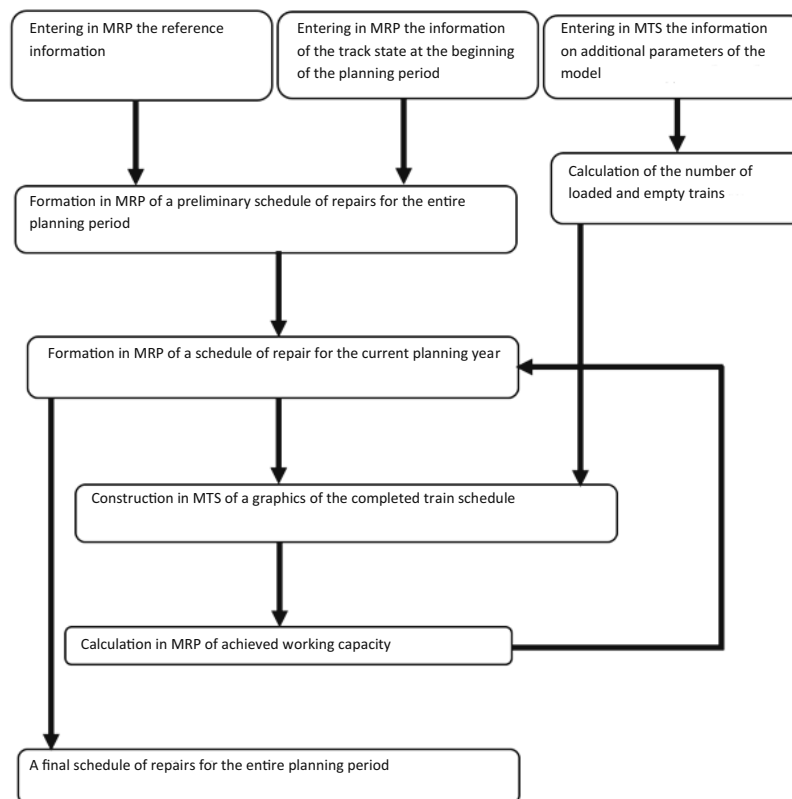 Entering in MRP the reference
information
Entering in MRP the information
of the track state at the beginning
of the planning period
Entering in MTS the information
on additional parameters of the
model
Calculation of the number of
loaded and empty trains
Formation in MRP of a preliminary schedule of repairs for the entire
planning period
Formation in MRP of a schedule of repair for the current planning year
Construction in MTS of a graphics of the completed train schedule
Calculation in MRP of achieved working capacity
A final schedule of repairs for the entire planning period